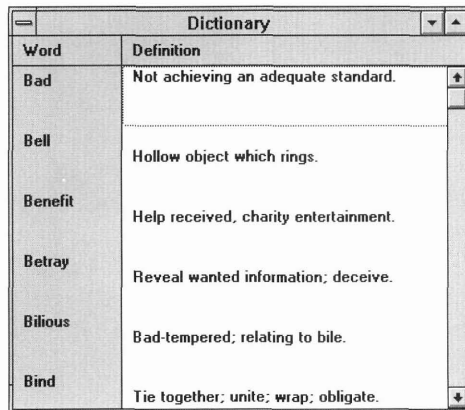 Dictionary
Word Definition
Bad Not achieving an adequate standard.
Bell
Hollow object which rings.
Benefit
Help received, charity entertainment.
Betray
Reveal wanted information; deceive.
Bilious
Bad-tempered; relating to bile.
Bind
Tie together; unite; wrap; obligate.